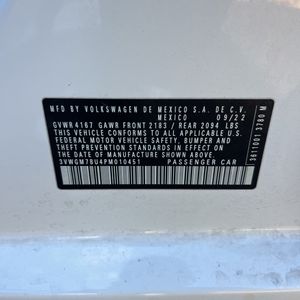 MFD BY VOLKSWAGEN DE MEXICO S.A. DE C.V.
MEXICO 09/22
GVWR 4167 GAWR FRONT 2183 / REAR 2094 LBS
THIS VEHICLE CONFORMS TO ALL APPLICABLE U.S.
FEDERAL MOTOR VEHICLE SAFETY, BUMPER AND
THEFT PREVENTION STANDARDS IN EFFECT ON THE
DATE OF MANUFACTURE SHOWN ABOVE.
3VWGM7BU4PM010451 PASSENGER CAR
3611001 3780 M